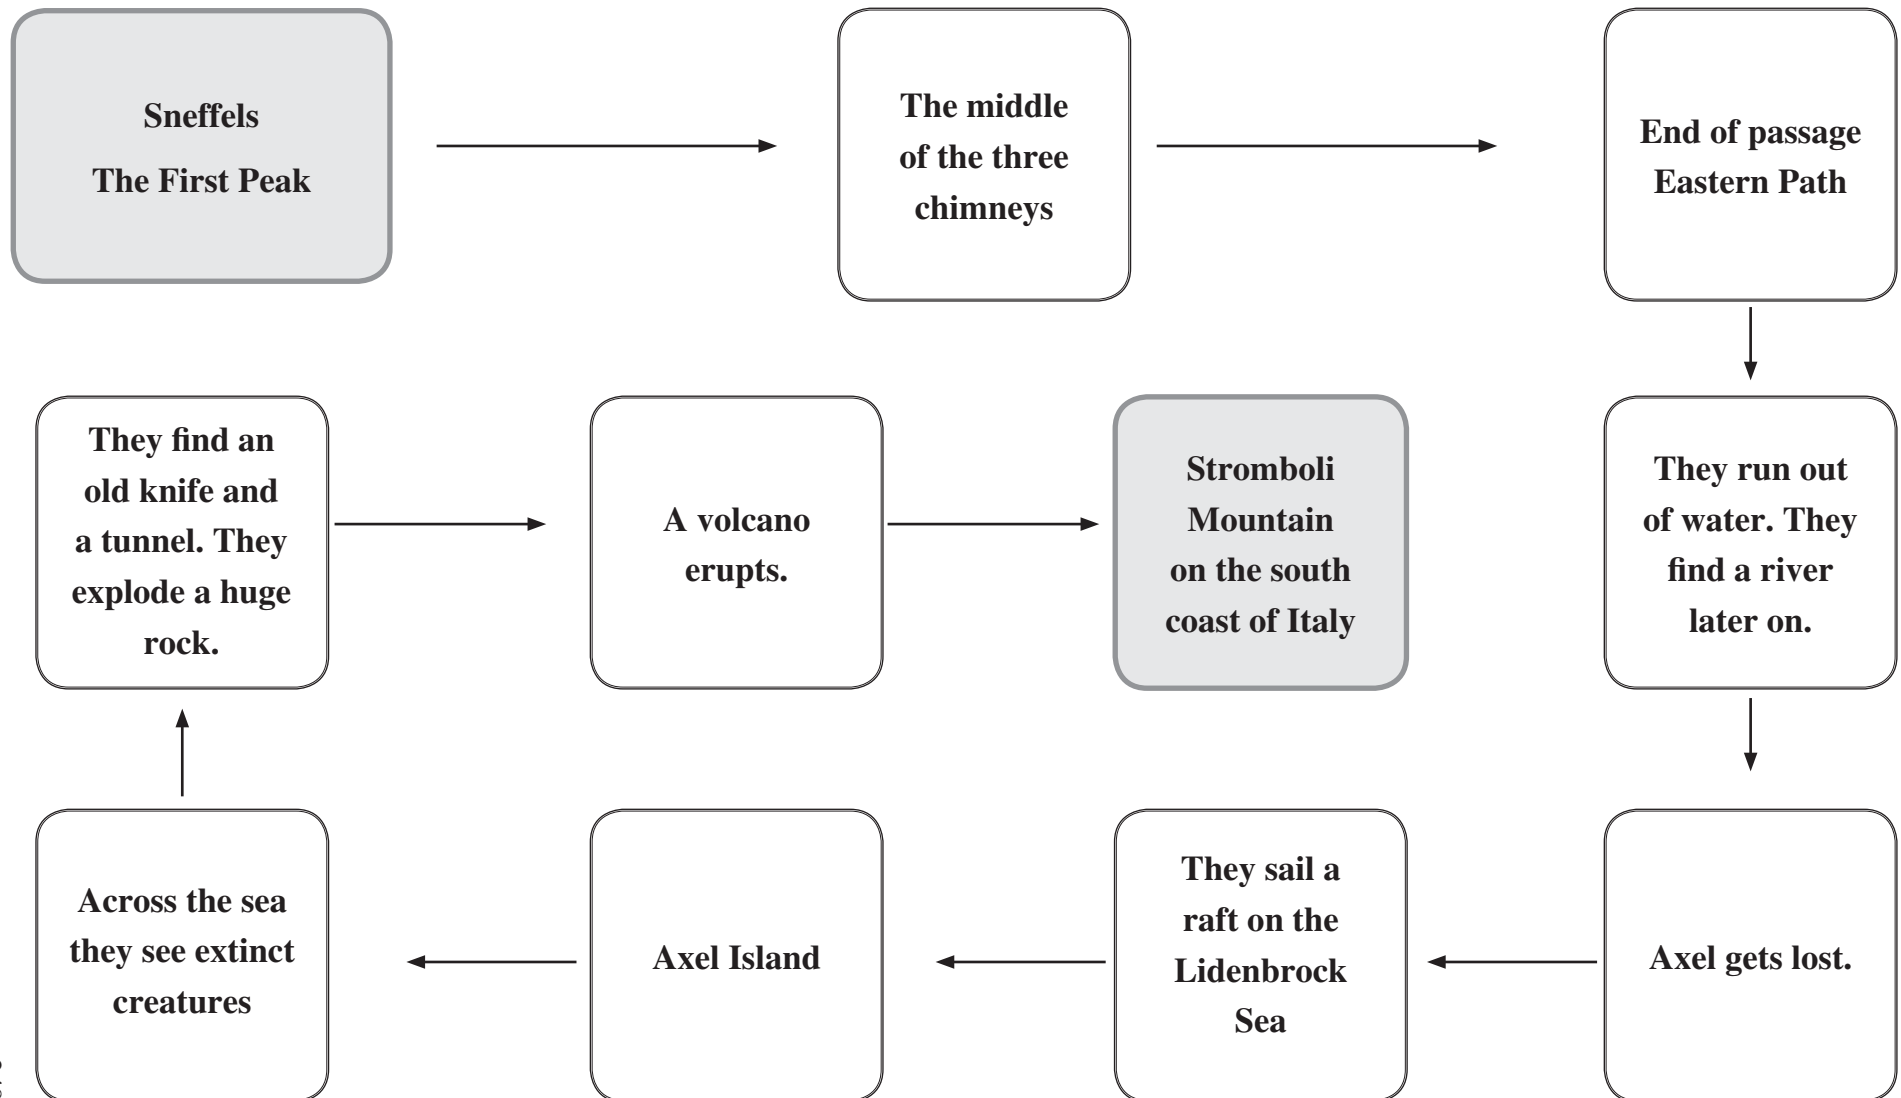 Sneffels
The First Peak
The middle
of the three
chimneys
End of passage
Eastern Path
They run out
of water. They
find a river
later on.
Axel gets lost.
They sail a
raft on the
Lidenbrock
Sea
Axel Island
Across the sea
they see extinct
creatures
They find an
old knife and
a tunnel. They
explode a huge
rock.
A volcano
erupts.
Stromboli
Mountain
on the south
coast of Italy